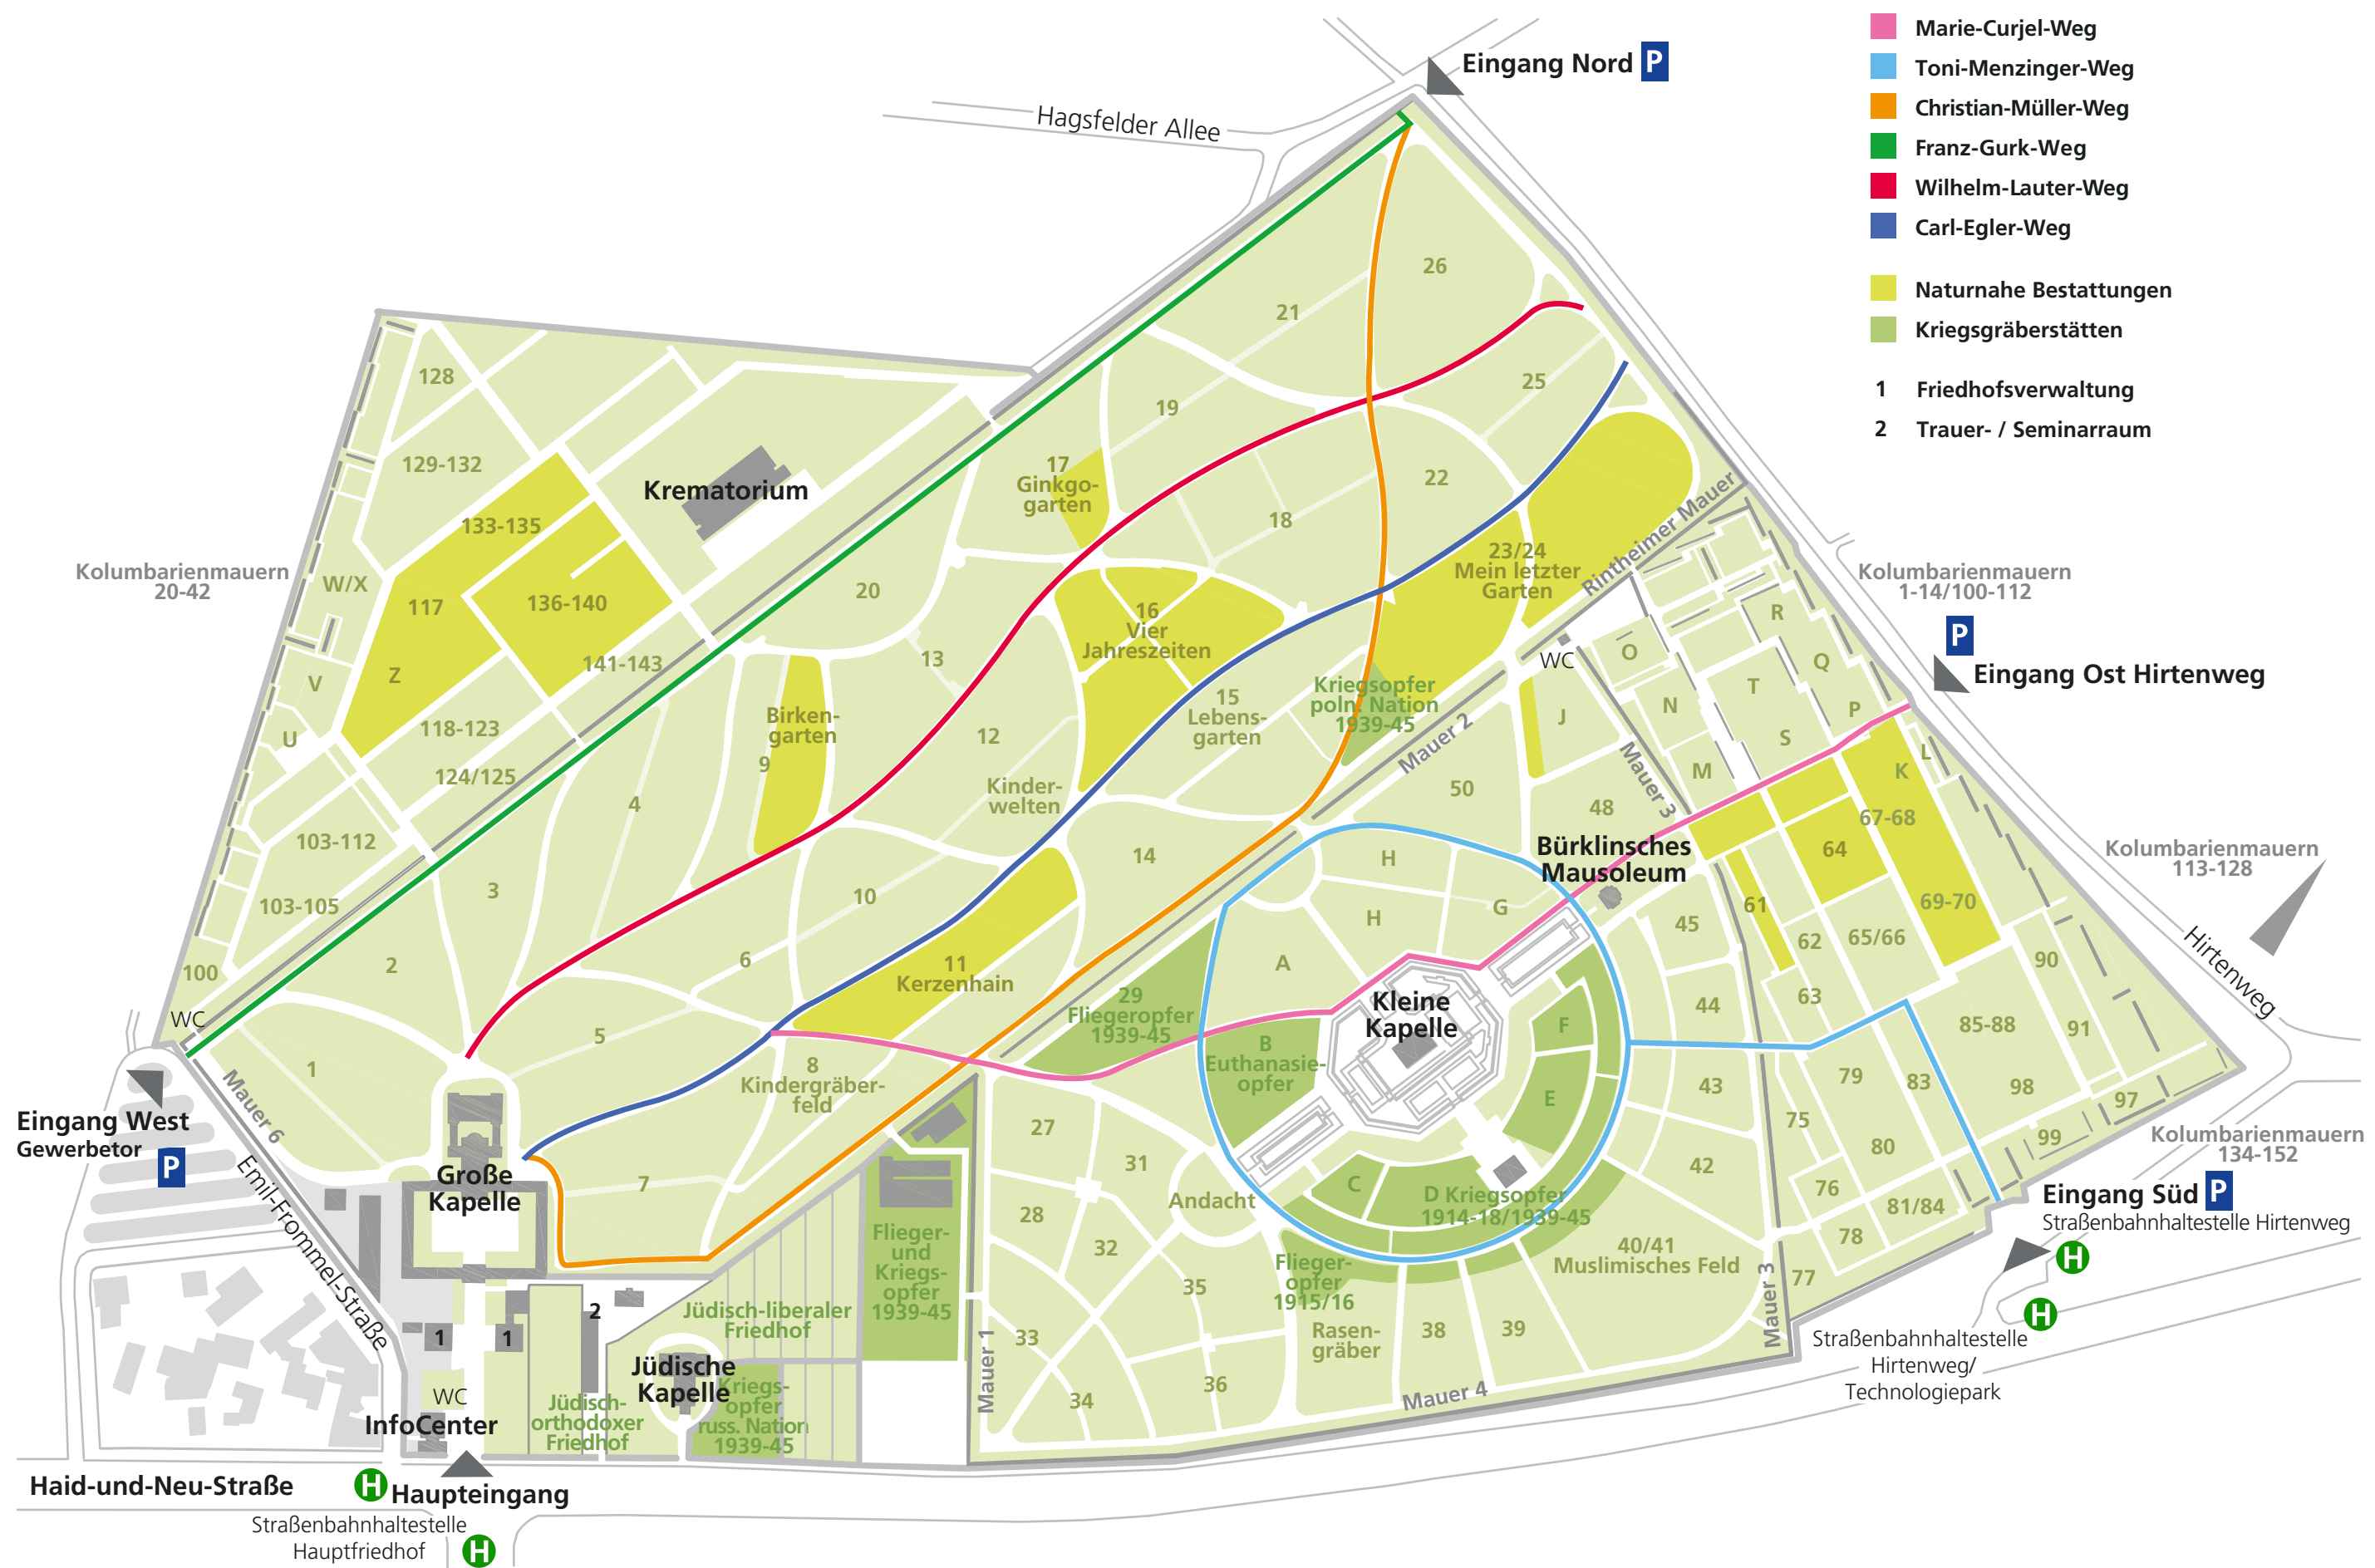 Marie-Curjel-Weg
Toni-Menzinger-Weg
Christian-Müller-Weg
Franz-Gurk-Weg
Wilhelm-Lauter-Weg
Carl-Egler-Weg
Naturnahe Bestattungen
Kriegsgräberstätten
1 Friedhofsverwaltung
2 Trauer- / Seminarraum
Eingang Nord P
Hagsfelder Allee
26
21
25
19
22
18
17
Ginkgo-
garten
128
129-132
133-135
Krematorium
Kolumbarienmauern
20-42
W/X
117
136-140
20
Z
141-143
V
U
118-123
124/125
103-112
103-105
100
16
Vier
Jahreszeiten
23/24
Mein letzter
Garten
Rintheimer Mauer
Kolumbarienmauern
1-14/100-112
P
Eingang Ost Hirtenweg
13
12
Birken-
garten
9
4
Kinder-
welten
15
Lebens-
garten
Kriegsopfer
poln. Nation
1939-45
Mauer 2
WC
O
R
Q
T
N
P
J
S
M
L
K
Mauer 3
50
48
67-68
64
69-70
61
62
65/66
63
90
91
85-88
Kolumbarienmauern
113-128
Hirtenweg
Bürklinsches
Mausoleum
H
H
G
A
45
44
43
42
14
10
3
2
6
5
11
Kerzenhain
29
Fliegeropfer
1939-45
Kleine
Kapelle
B
Euthanasie-
opfer
F
E
C
D Kriegsopfer
1914-18/1939-45
WC
1
Mauer 6
Eingang West
Gewerbetor
P
Emil-Frommel-Straße
Große
Kapelle
8
Kindergräber-
feld
7
27
31
28
32
Andacht
35
33
34
36
Flieger-
opfer
1915/16
Rasen-
gräber
38
39
40/41
Muslimisches Feld
79
83
98
97
75
80
99
76
81/84
78
77
Mauer 3
Kolumbarienmauern
134-152
Eingang Süd P
Straßenbahnhaltestelle Hirtenweg
H
H
Straßenbahnhaltestelle
Hirtenweg/
Technologiepark
Mauer 4
Mauer 1
Flieger-
und
Kriegs-
opfer
1939-45
Jüdisch-liberaler
Friedhof
Jüdische
Kapelle
Kriegs-
opfer
russ. Nation
1939-45
Jüdisch-
orthodoxer
Friedhof
2
1
1
WC
InfoCenter
Haid-und-Neu-Straße
H
Haupteingang
Straßenbahnhaltestelle
Hauptfriedhof
H